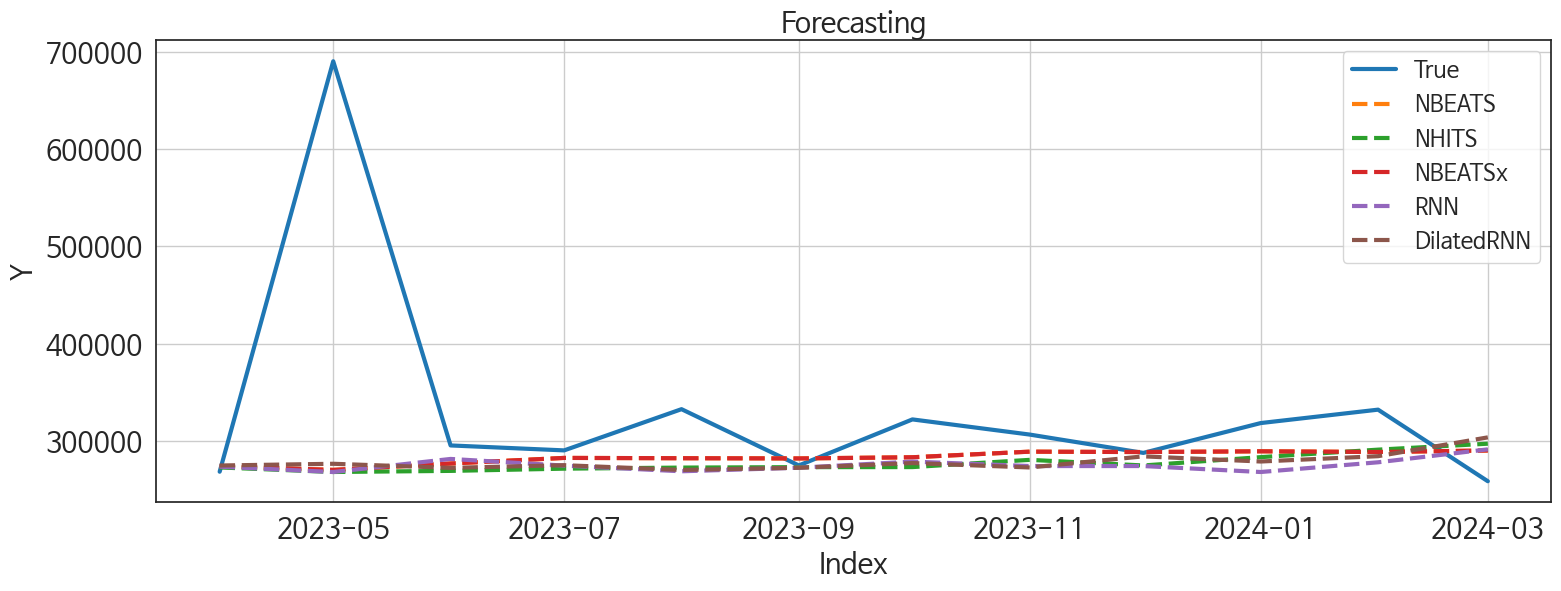 Forecasting
700000
600000
500000
400000
300000
Y
True
NBEATS
NHITS
NBEATSx
RNN
DilatedRNN
2023-05 2023-07 2023-09 2023-11 2024-01 2024-03
Index